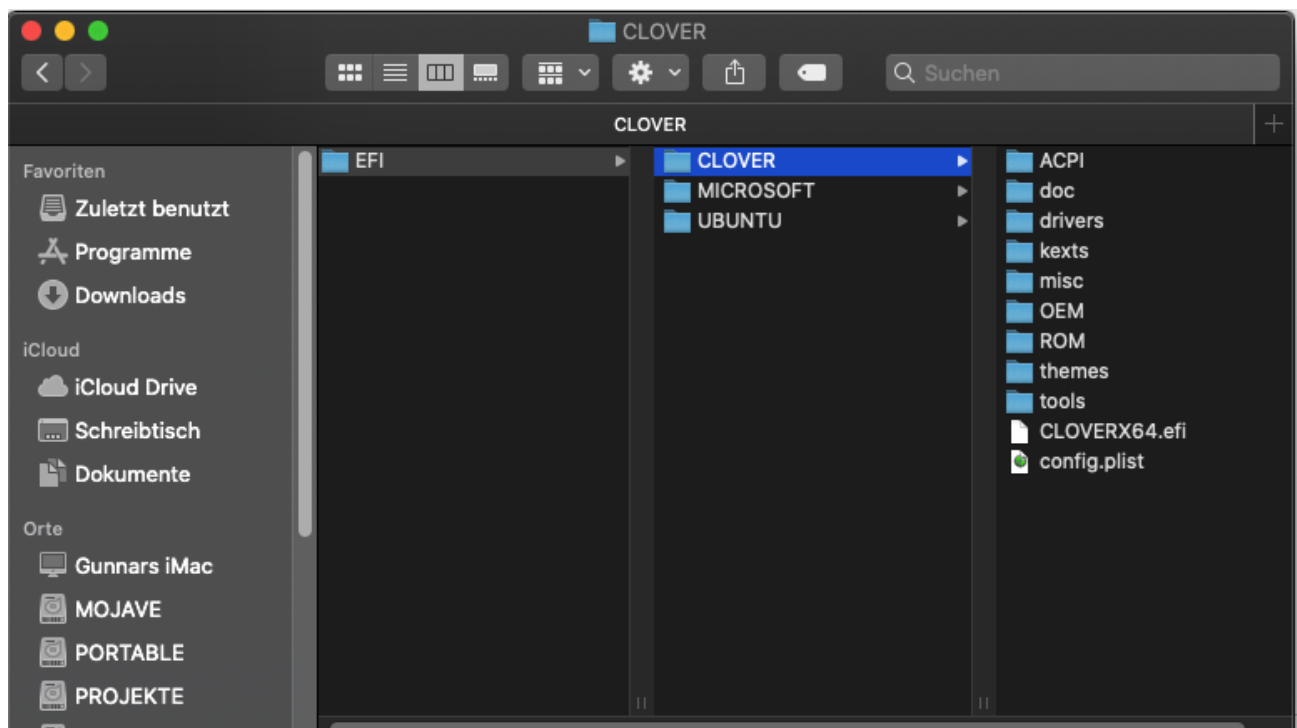 CLOVER
Suchen
CLOVER
Favoriten
Zuletzt benutzt
Programme
Downloads
iCloud
iCloud Drive
Schreibtisch
Dokumente
Orte
Gunnars iMac
MOJAVE
PORTABLE
PROJEKTE
EFI
CLOVER
MICROSOFT
UBUNTU
ACPI
doc
drivers
kexts
misc
OEM
ROM
themes
tools
CLOVERX64.efi
config.plist